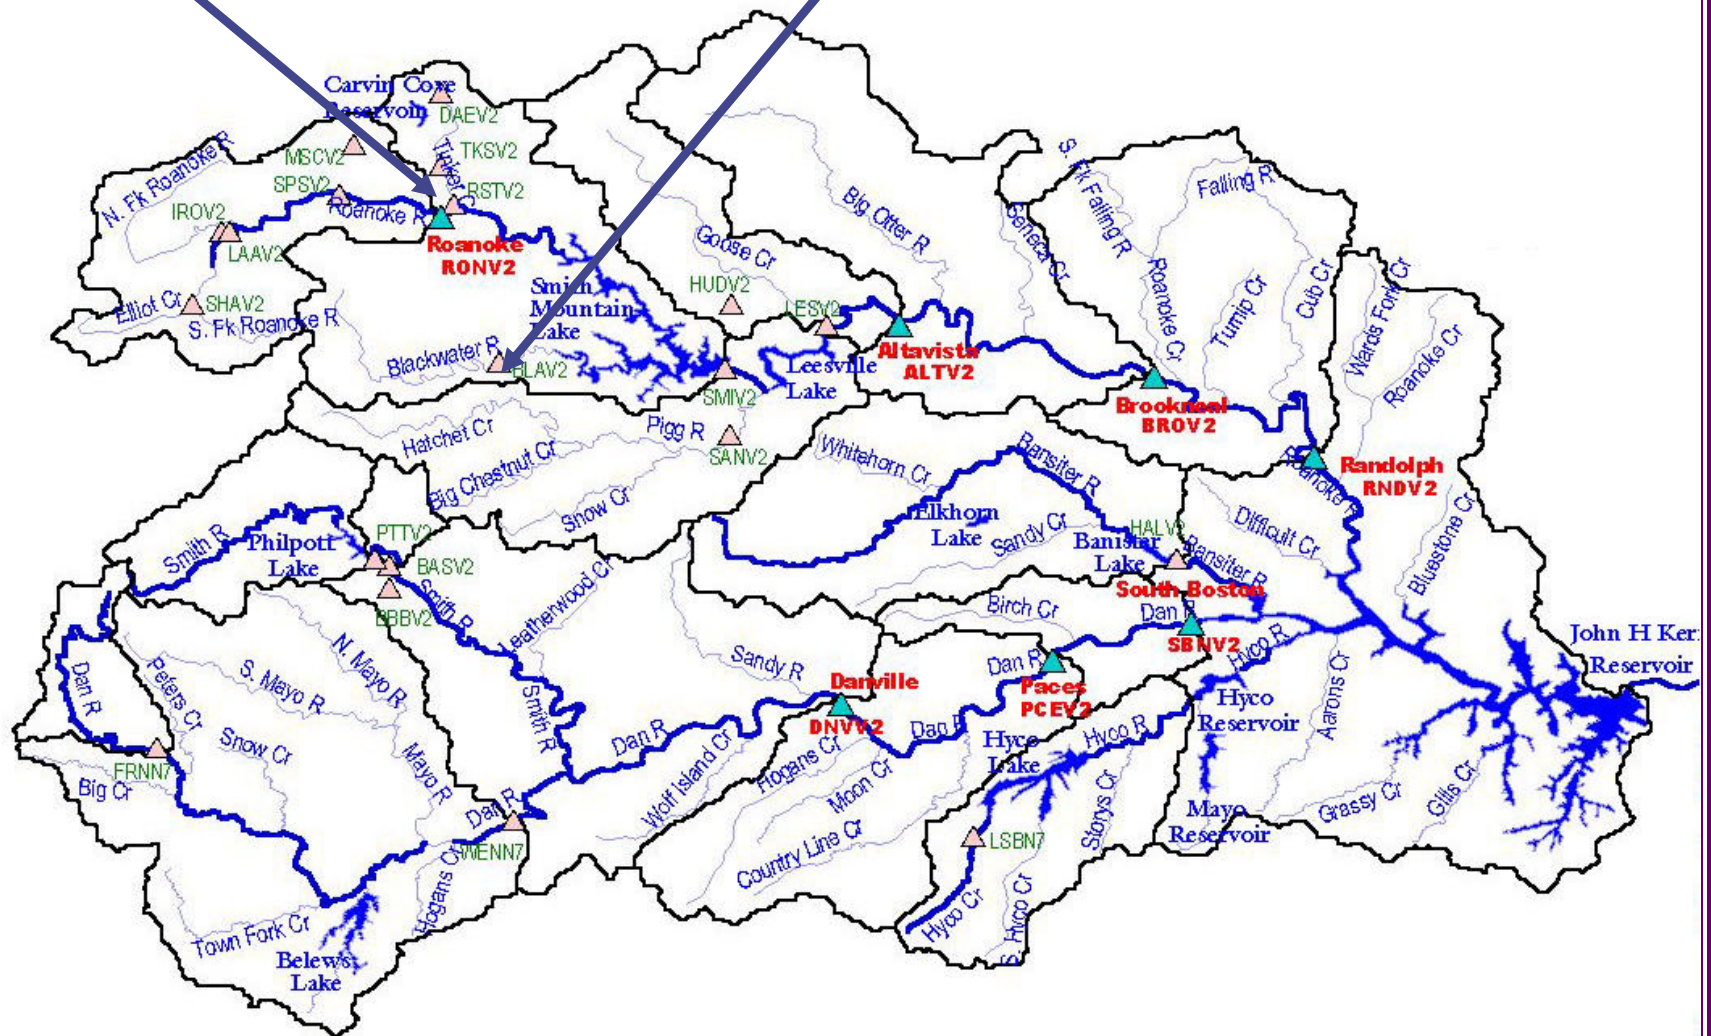 Carvin Cove
Reservoir
DAEV2
MSCV2
TKSV2
Tinker C
N. Fk Roanoke R
SPSV2
RSTV2
IROV2
Roanoke R
LAAV2
Roanoke
RONV2
Elliot Cr
SHAV2
S. Fk Roanoke R
Smith
Mountain
Lake
Blackwater R
BLAV2
Goose Cr
Big Otter R
HUDV2
LESV2
Seneca Cr
S. Fk Falling R
Falling R
Roanoke Cr
Turnip Cr
Cub Cr
Wards Fork Cr
Roanoke Cr
Altavista
ALTV2
Leesville
Lake
SMIV2
Brookneal
BROV2
Hatchet Cr
Pigg R
SANV2
Big Chestnut Cr
Snow Cr
Whitehorn Cr
Bansiter R
Roanoke R
Randolph
RNDV2
Elkhorn
Lake
Sandy Cr
HALV2
Banister
Lake
Bansiter R
Difficult Cr
Bluestone Cr
Smith R
Philpott
Lake
PTTV2
BASV2
BBBV2
Smith R
Leatherwood Cr
South Boston
Birch Cr
Dan R
SBNV2
Hyco R
John H Ker
Reservoir
Dan R
Peters Cr
S. Mayo R
N. Mayo R
Sandy R
Danville
DNVV2
Dan R
Paces
PCEV2
Hyco
Reservoir
Aarons Cr
Smith R
Snow Cr
Mayo R
Dan R
Dan R
Hyco
Lake
Hyco R
FRNN7
Big Cr
Wolf Island Cr
Hogans Cr
Moon Cr
Dan R
WENN7
Hogans Cr
Country Line Cr
LSBN7
Storys Cr
Mayo
Reservoir
Grassy Cr
Gills Cr
Town Fork Cr
Belews
Lake
Hyco Cr
S. Hyco Cr